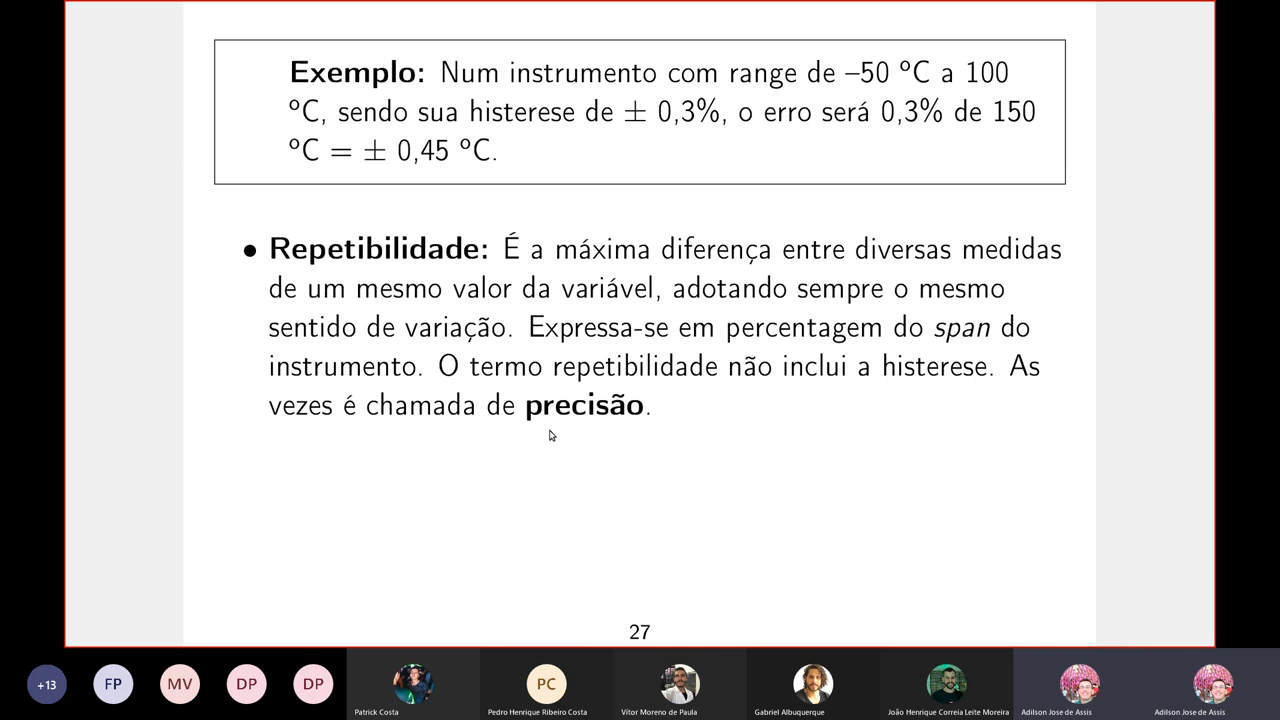 Exemplo: Num instrumento com range de –50 ºC a 100
ºC, sendo sua histerese de ± 0,3%, o erro será 0,3% de 150
ºC = ± 0,45 ºC.
• Repetibilidade: É a máxima diferença entre diversas medidas
de um mesmo valor da variável, adotando sempre o mesmo
sentido de variação. Expressa-se em percentagem do span do
instrumento. O termo repetibilidade não inclui a histerese. As
vezes é chamada de precisão.
27
+13 FP MV DP DP PC
Patrick Costa Pedro Henrique Ribeiro Costa Vítor Moreno de Paula Gabriel Albuquerque João Henrique Correia Leite Moreira Adilson Jose de Assis Adilson Jose de Assis